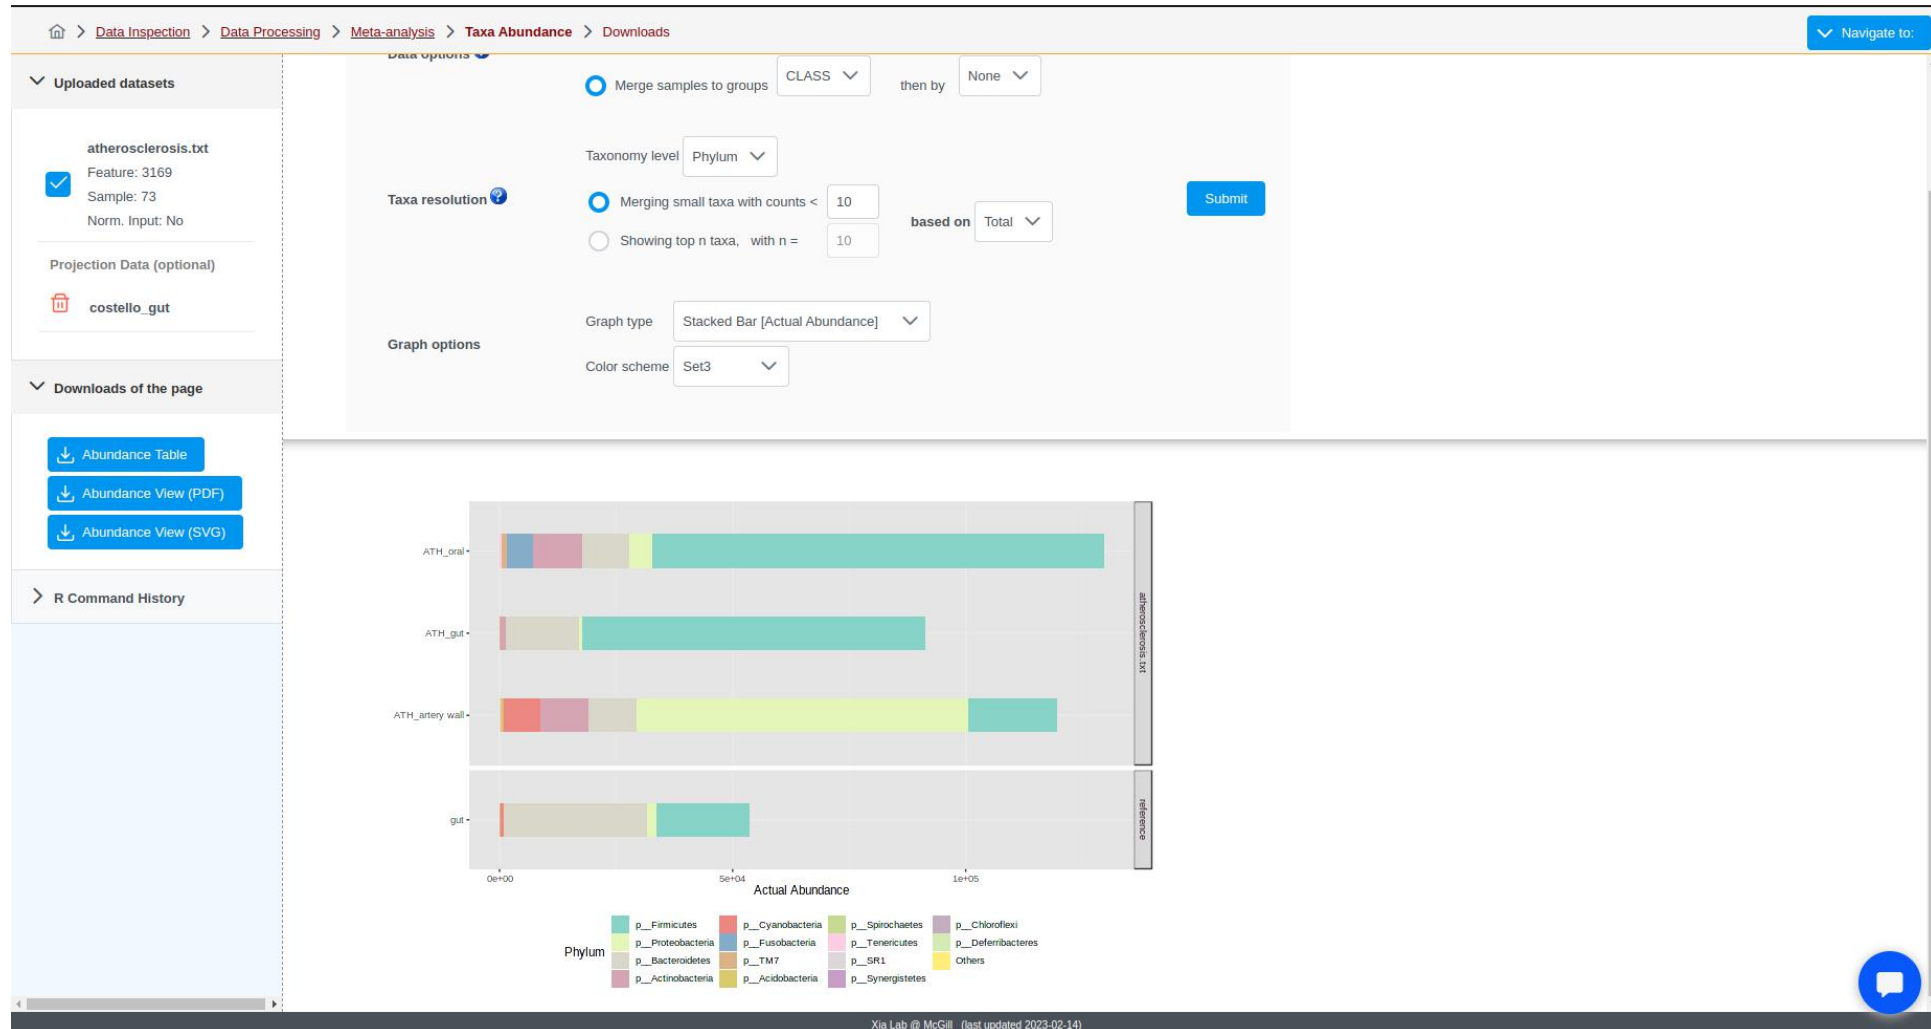 Data Inspection > Data Processing > Meta-analysis > Taxa Abundance > Downloads
Navigate to:
Uploaded datasets
atherosclerosis.txt
Feature: 3169
Sample: 73
Norm. Input: No
Projection Data (optional)
costello_gut
Downloads of the page
Abundance Table
Abundance View (PDF)
Abundance View (SVG)
R Command History
Data options
Merge samples to groups CLASS then by None
Taxonomy level Phylum
Taxa resolution
Merging small taxa with counts < 10
Showing top n taxa, with n = 10
based on Total
Submit
Graph options
Graph type Stacked Bar [Actual Abundance]
Color scheme Set3
ATH_oral
ATH_gut
ATH_artery wall
gut
atherosclerosis.txt
reference
0e+00 5e+04 1e+05
Actual Abundance
Phylum
p__Firmicutes p__Cyanobacteria p__Spirochaetes p__Chloroflexi
p__Proteobacteria p__Fusobacteria p__Tenericutes p__Deferribacteres
p__Bacteroidetes p__TM7 p__SR1 Others
p__Actinobacteria p__Acidobacteria p__Synergistetes
Xia Lab @ McGill (last updated 2023-02-14)